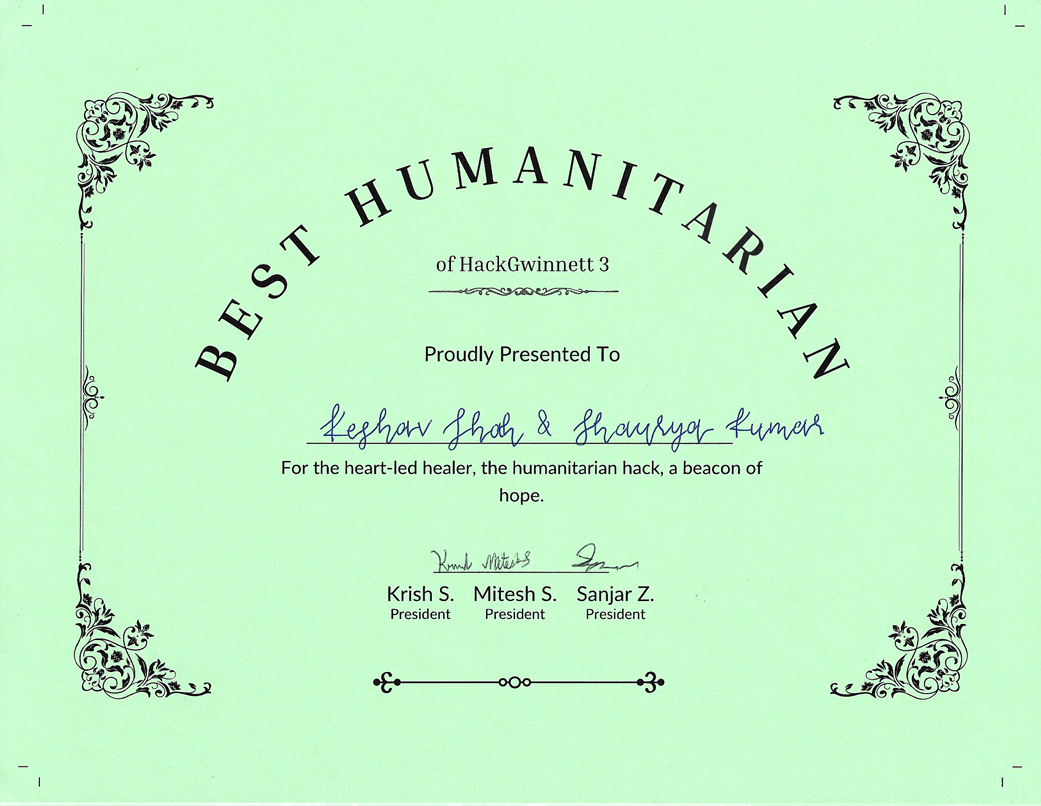 BEST HUMANITARIAN
of HackGwinnett 3
Proudly Presented To
Keshav Shah & Shaurya Kumar
For the heart-led healer, the humanitarian hack, a beacon of
hope.
Krish Mitesh S
Krish S. Mitesh S. Sanjar Z.
President President President